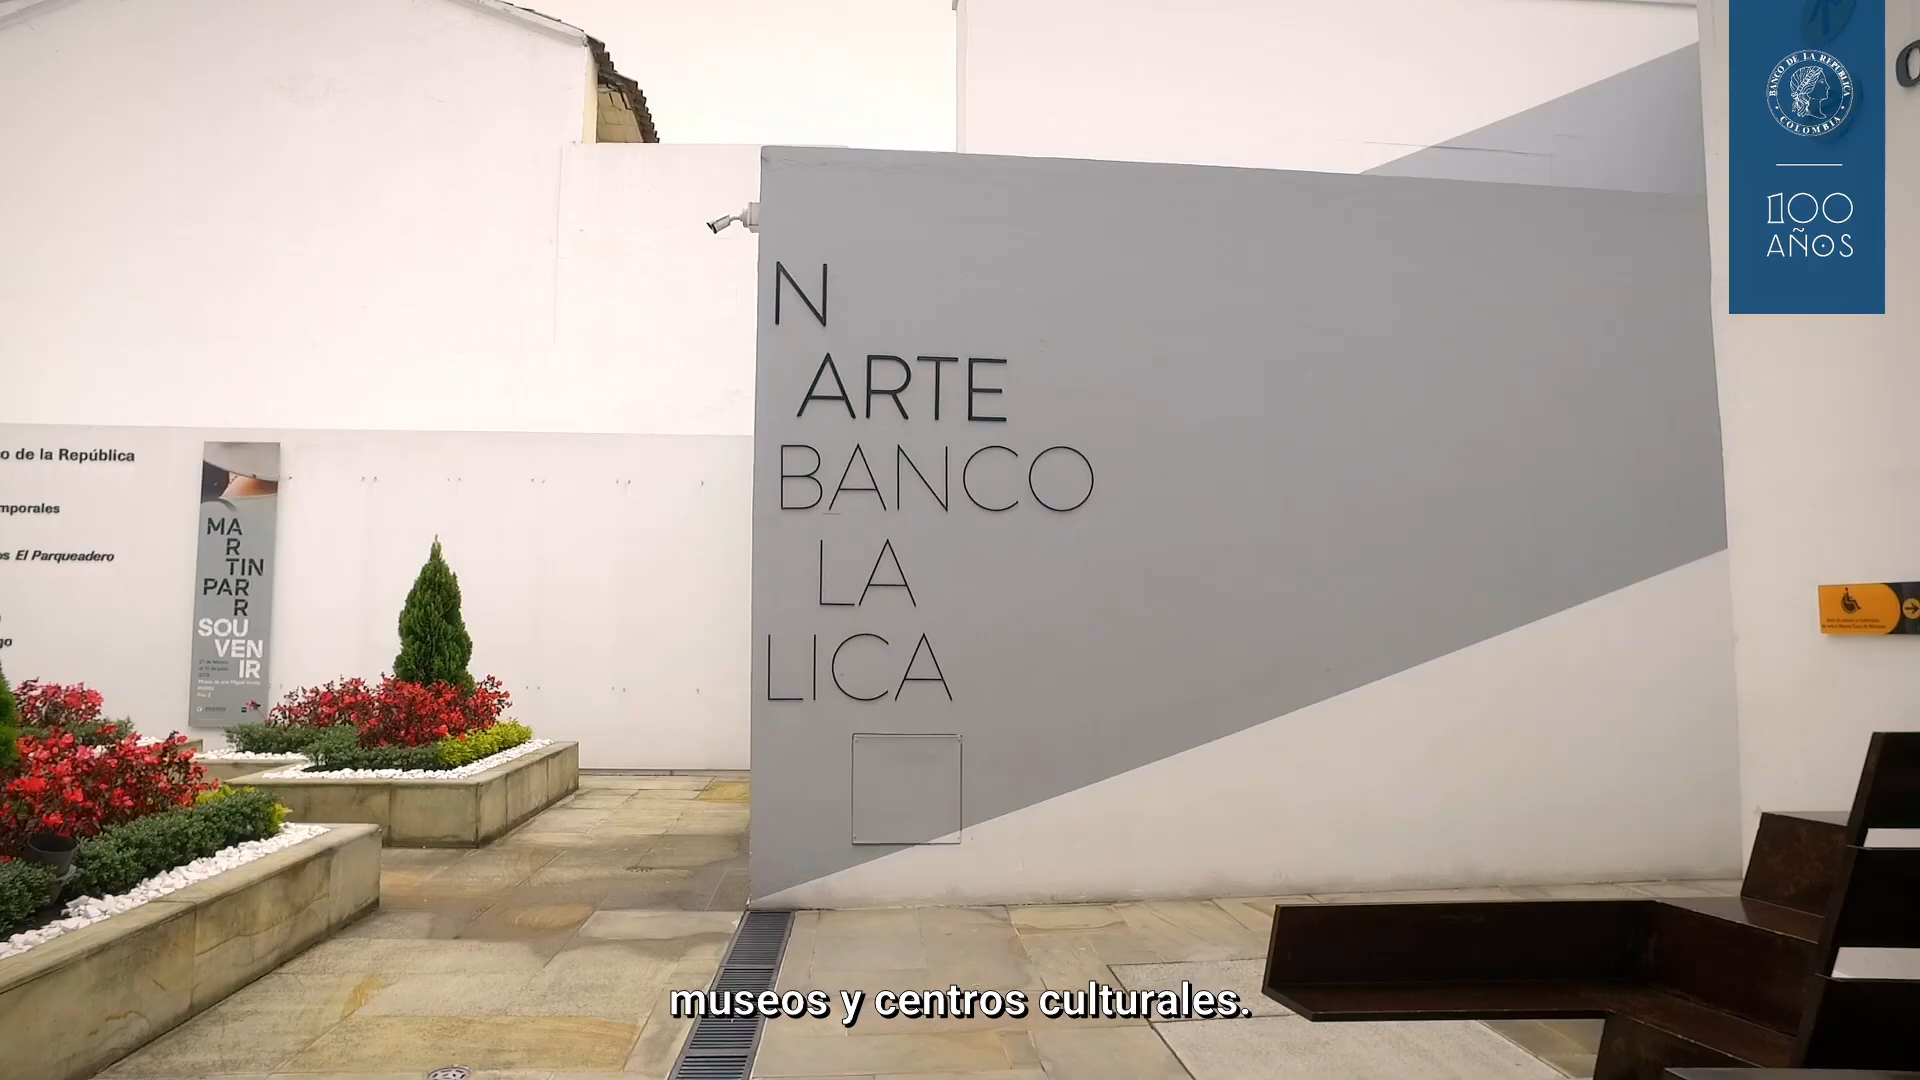 BANCO DE LA REPÚBLICA
COLOMBIA
100
AÑOS
N
ARTE
BANCO
LA
LICA
o de la República
mporales
os El Parqueadero
go
MA
R
TIN
PAR
R
SOU
VEN
IR
museos y centros culturales.